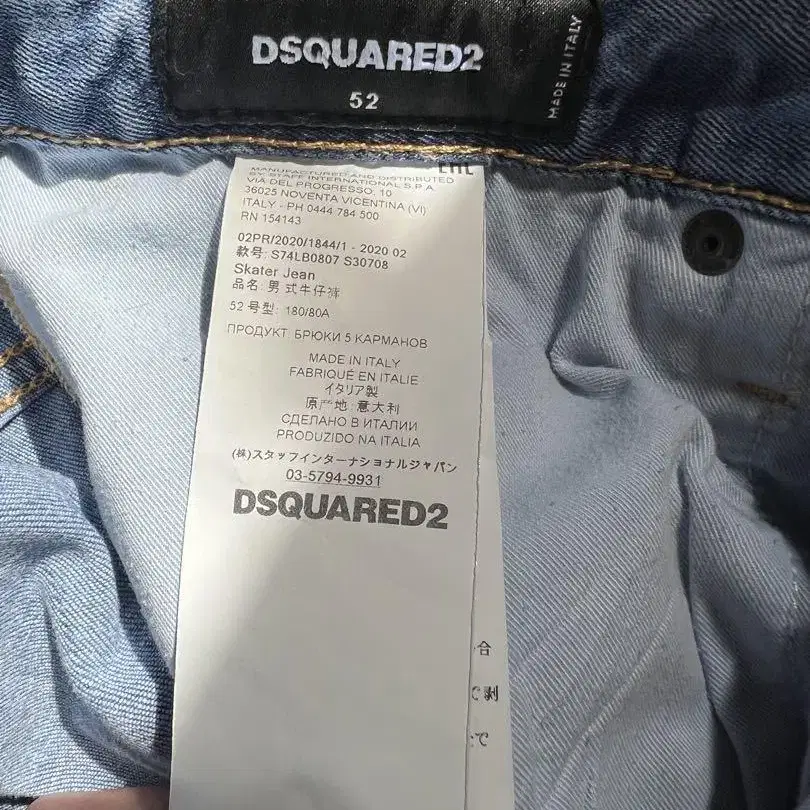 DSQUARED2
52
MADE IN ITALY
EAC
MANUFACTURED AND DISTRIBUTED
BY STAFF INTERNATIONAL S.P.A.
VIA DEL PROGRESSO, 10
36025 NOVENTA VICENTINA (VI)
ITALY - PH 0444 784 500
RN 154143
02PR/2020/1844/1 - 2020 02
款号: S74LB0807 S30708
Skater Jean
品名: 男式牛仔裤
52 号型: 180/80A
ПРОДУКТ: БРЮКИ 5 КАРМАНОВ
MADE IN ITALY
FABRIQUÉ EN ITALIE
イタリア製
原产地: 意大利
СДЕЛАНО В ИТАЛИИ
PRODUZIDO NA ITALIA
(株)スタッフインターナショナルジャパン
03-5794-9931
DSQUARED2
合
て剥
で